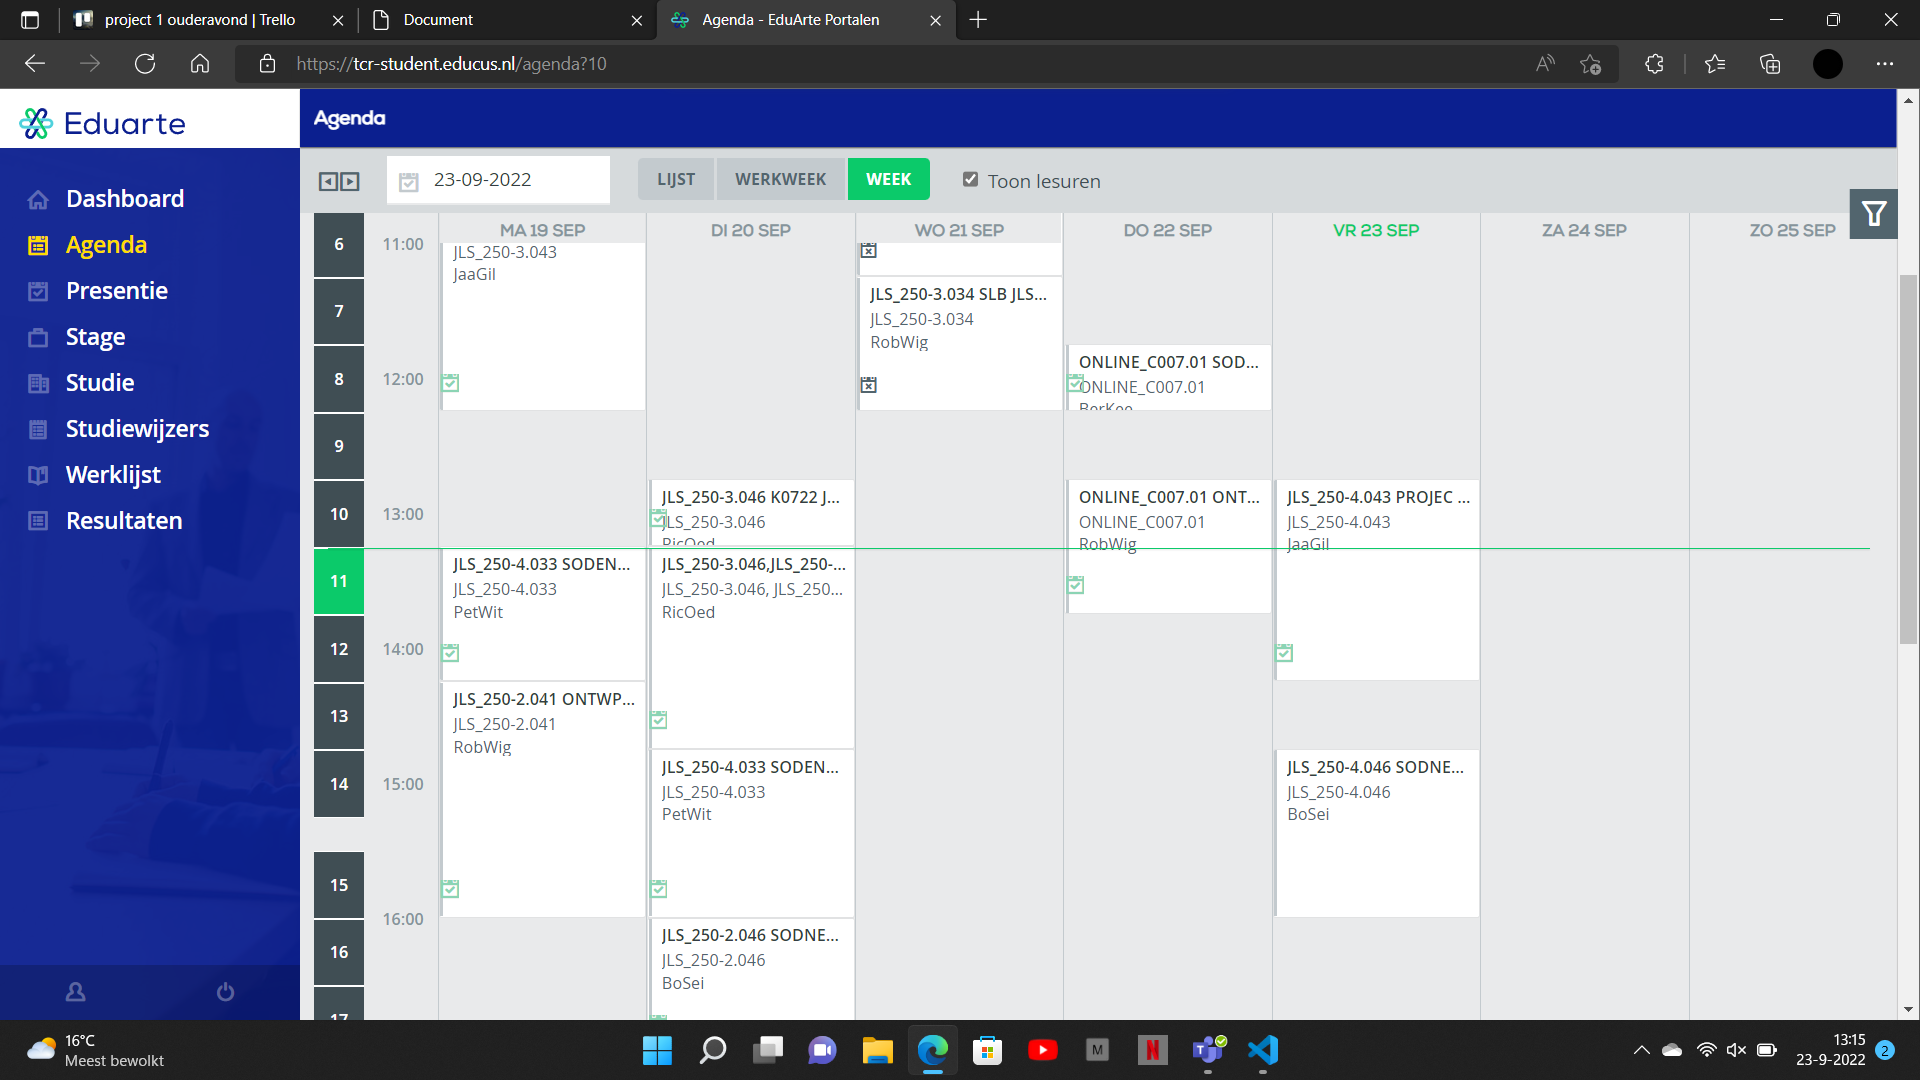 project 1 ouderavond | Trello
Document
Agenda - EduArte Portalen
https://tcr-student.educus.nl/agenda?10
Eduarte
Agenda
Dashboard
Agenda
Presentie
Stage
Studie
Studiewijzers
Werklijst
Resultaten
23-09-2022
LIJST
WERKWEEK
WEEK
Toon lesuren
MA 19 SEP
DI 20 SEP
WO 21 SEP
DO 22 SEP
VR 23 SEP
ZA 24 SEP
ZO 25 SEP
6
7
8
9
10
11
12
13
14
15
16
17
11:00
12:00
13:00
14:00
15:00
16:00
JLS_250-3.043
JaaGil
JLS_250-4.033 SODEN...
JLS_250-4.033
PetWit
JLS_250-2.041 ONTWP...
JLS_250-2.041
RobWig
JLS_250-3.046 K0722 J...
JLS_250-3.046
RicOed
JLS_250-3.046,JLS_250-...
JLS_250-3.046, JLS_250...
RicOed
JLS_250-4.033 SODEN...
JLS_250-4.033
PetWit
JLS_250-2.046 SODNE...
JLS_250-2.046
BoSei
JLS_250-3.034 SLB JLS...
JLS_250-3.034
RobWig
ONLINE_C007.01 SOD...
ONLINE_C007.01
BerKee
ONLINE_C007.01 ONT...
ONLINE_C007.01
RobWig
JLS_250-4.043 PROJEC ...
JLS_250-4.043
JaaGil
JLS_250-4.046 SODNE...
JLS_250-4.046
BoSei
16°C
Meest bewolkt
M
N
13:15
23-9-2022
2